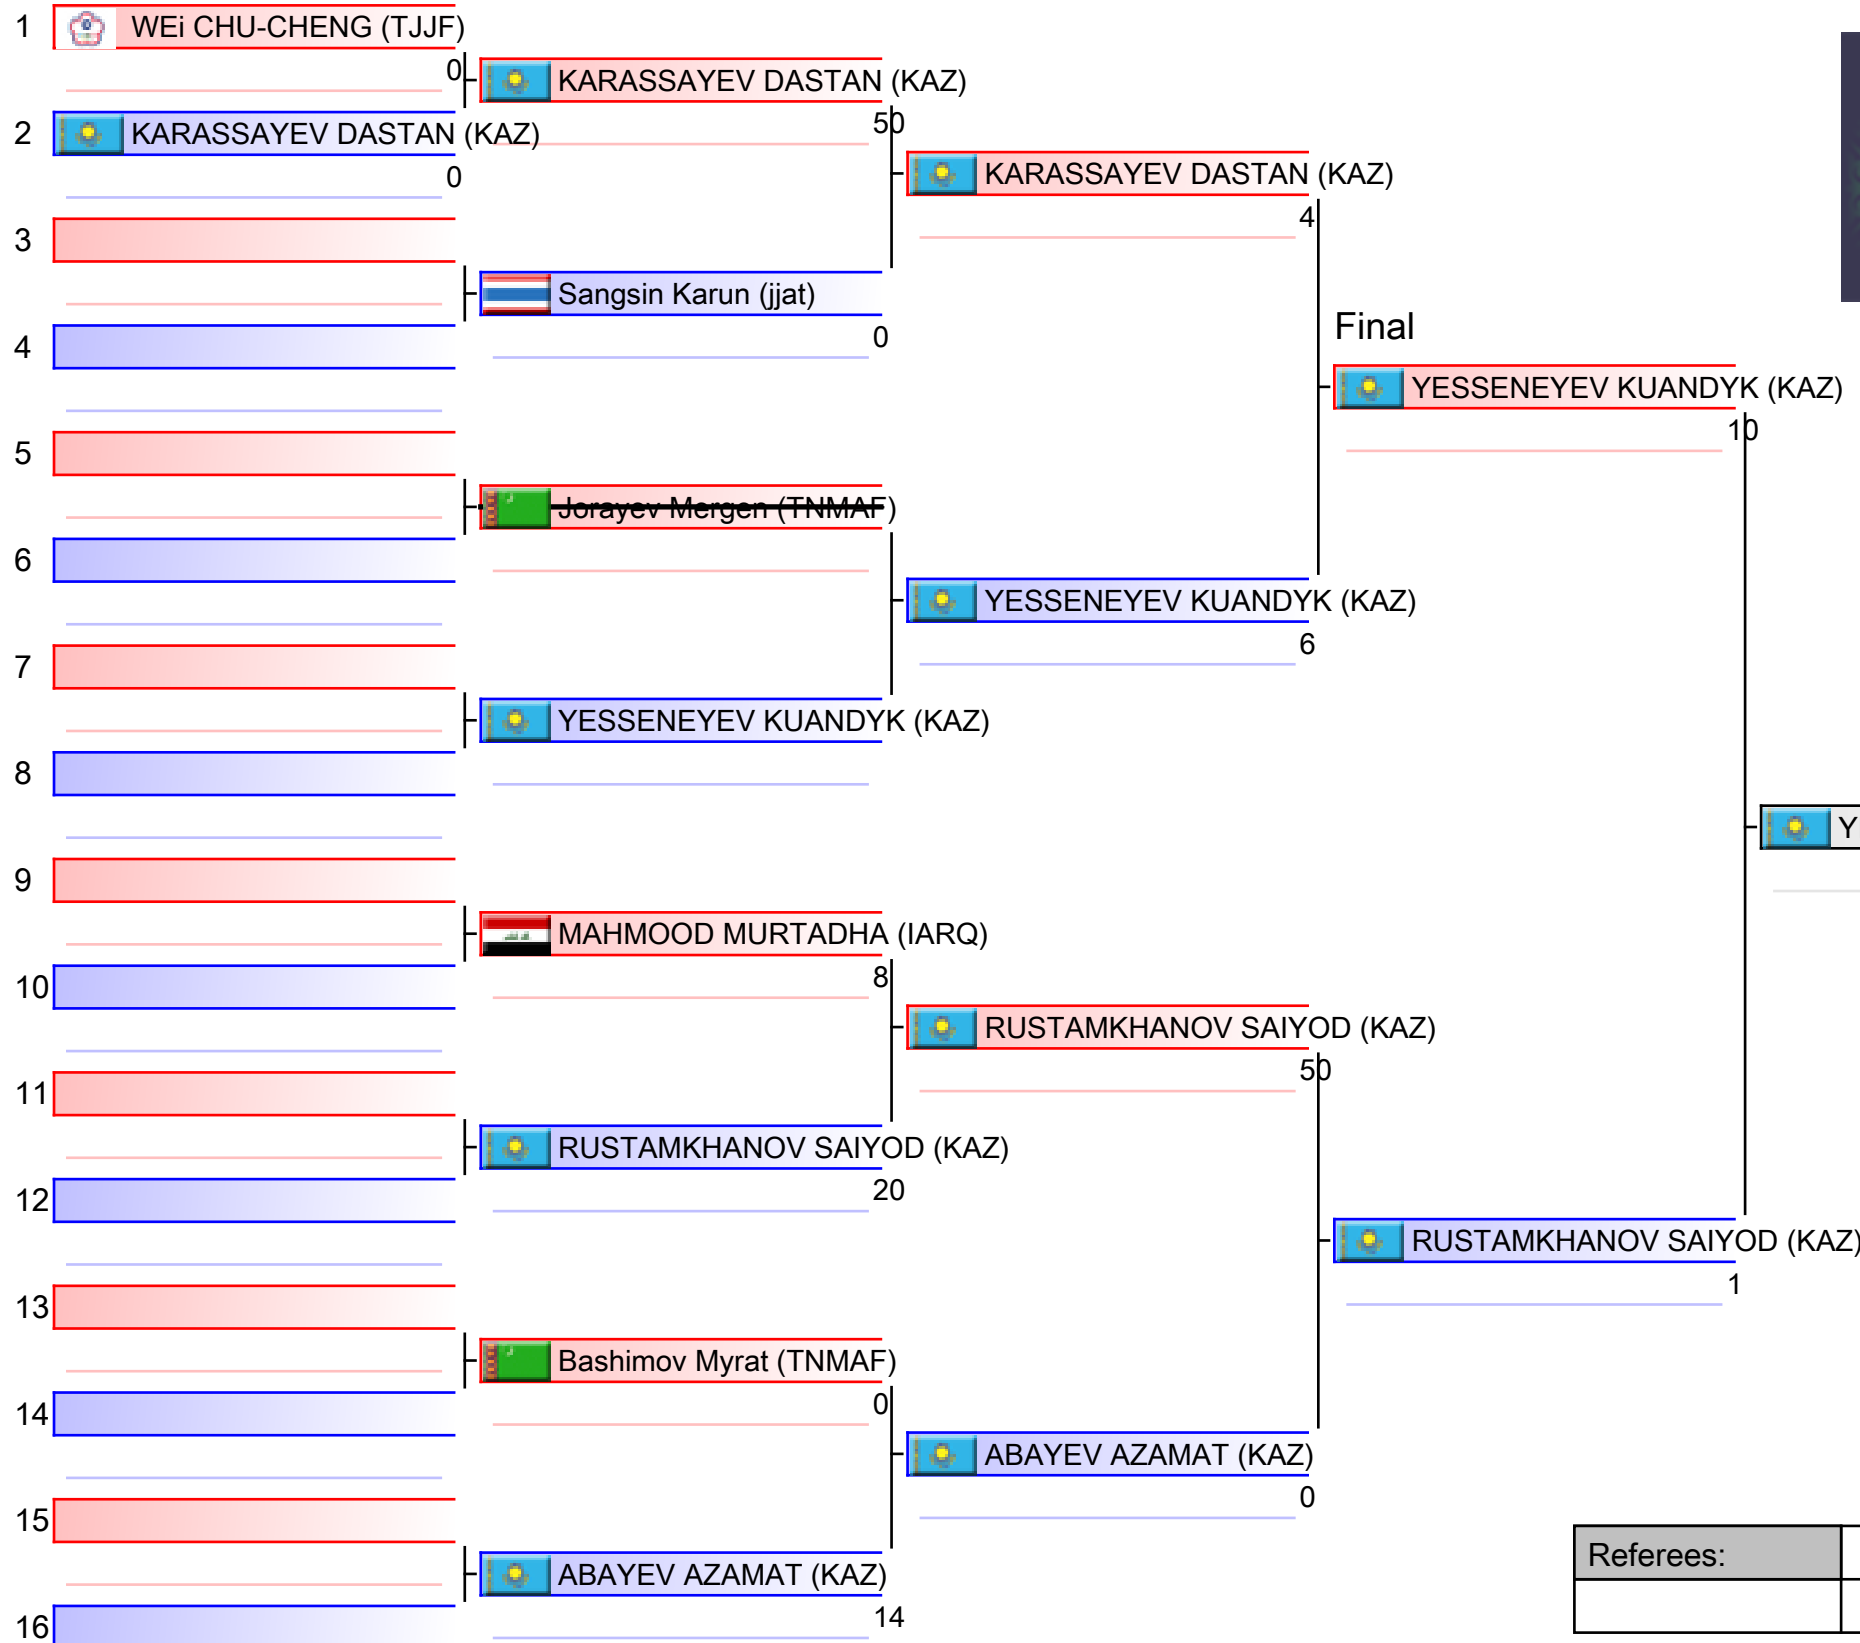 1 WEi CHU-CHENG (TJJF)
0
KARASSAYEV DASTAN (KAZ)
50
2 KARASSAYEV DASTAN (KAZ)
0
KARASSAYEV DASTAN (KAZ)
4
3
Sangsin Karun (jjat)
0
4
Final
YESSENEYEV KUANDYK (KAZ)
10
5
Jorayev Mergen (TNMAF)
6
YESSENEYEV KUANDYK (KAZ)
6
7
YESSENEYEV KUANDYK (KAZ)
8
Y
9
MAHMOOD MURTADHA (IARQ)
8
10
RUSTAMKHANOV SAIYOD (KAZ)
50
11
RUSTAMKHANOV SAIYOD (KAZ)
20
12
RUSTAMKHANOV SAIYOD (KAZ)
1
13
Bashimov Myrat (TNMAF)
0
14
ABAYEV AZAMAT (KAZ)
0
15
ABAYEV AZAMAT (KAZ)
14
16
Referees: